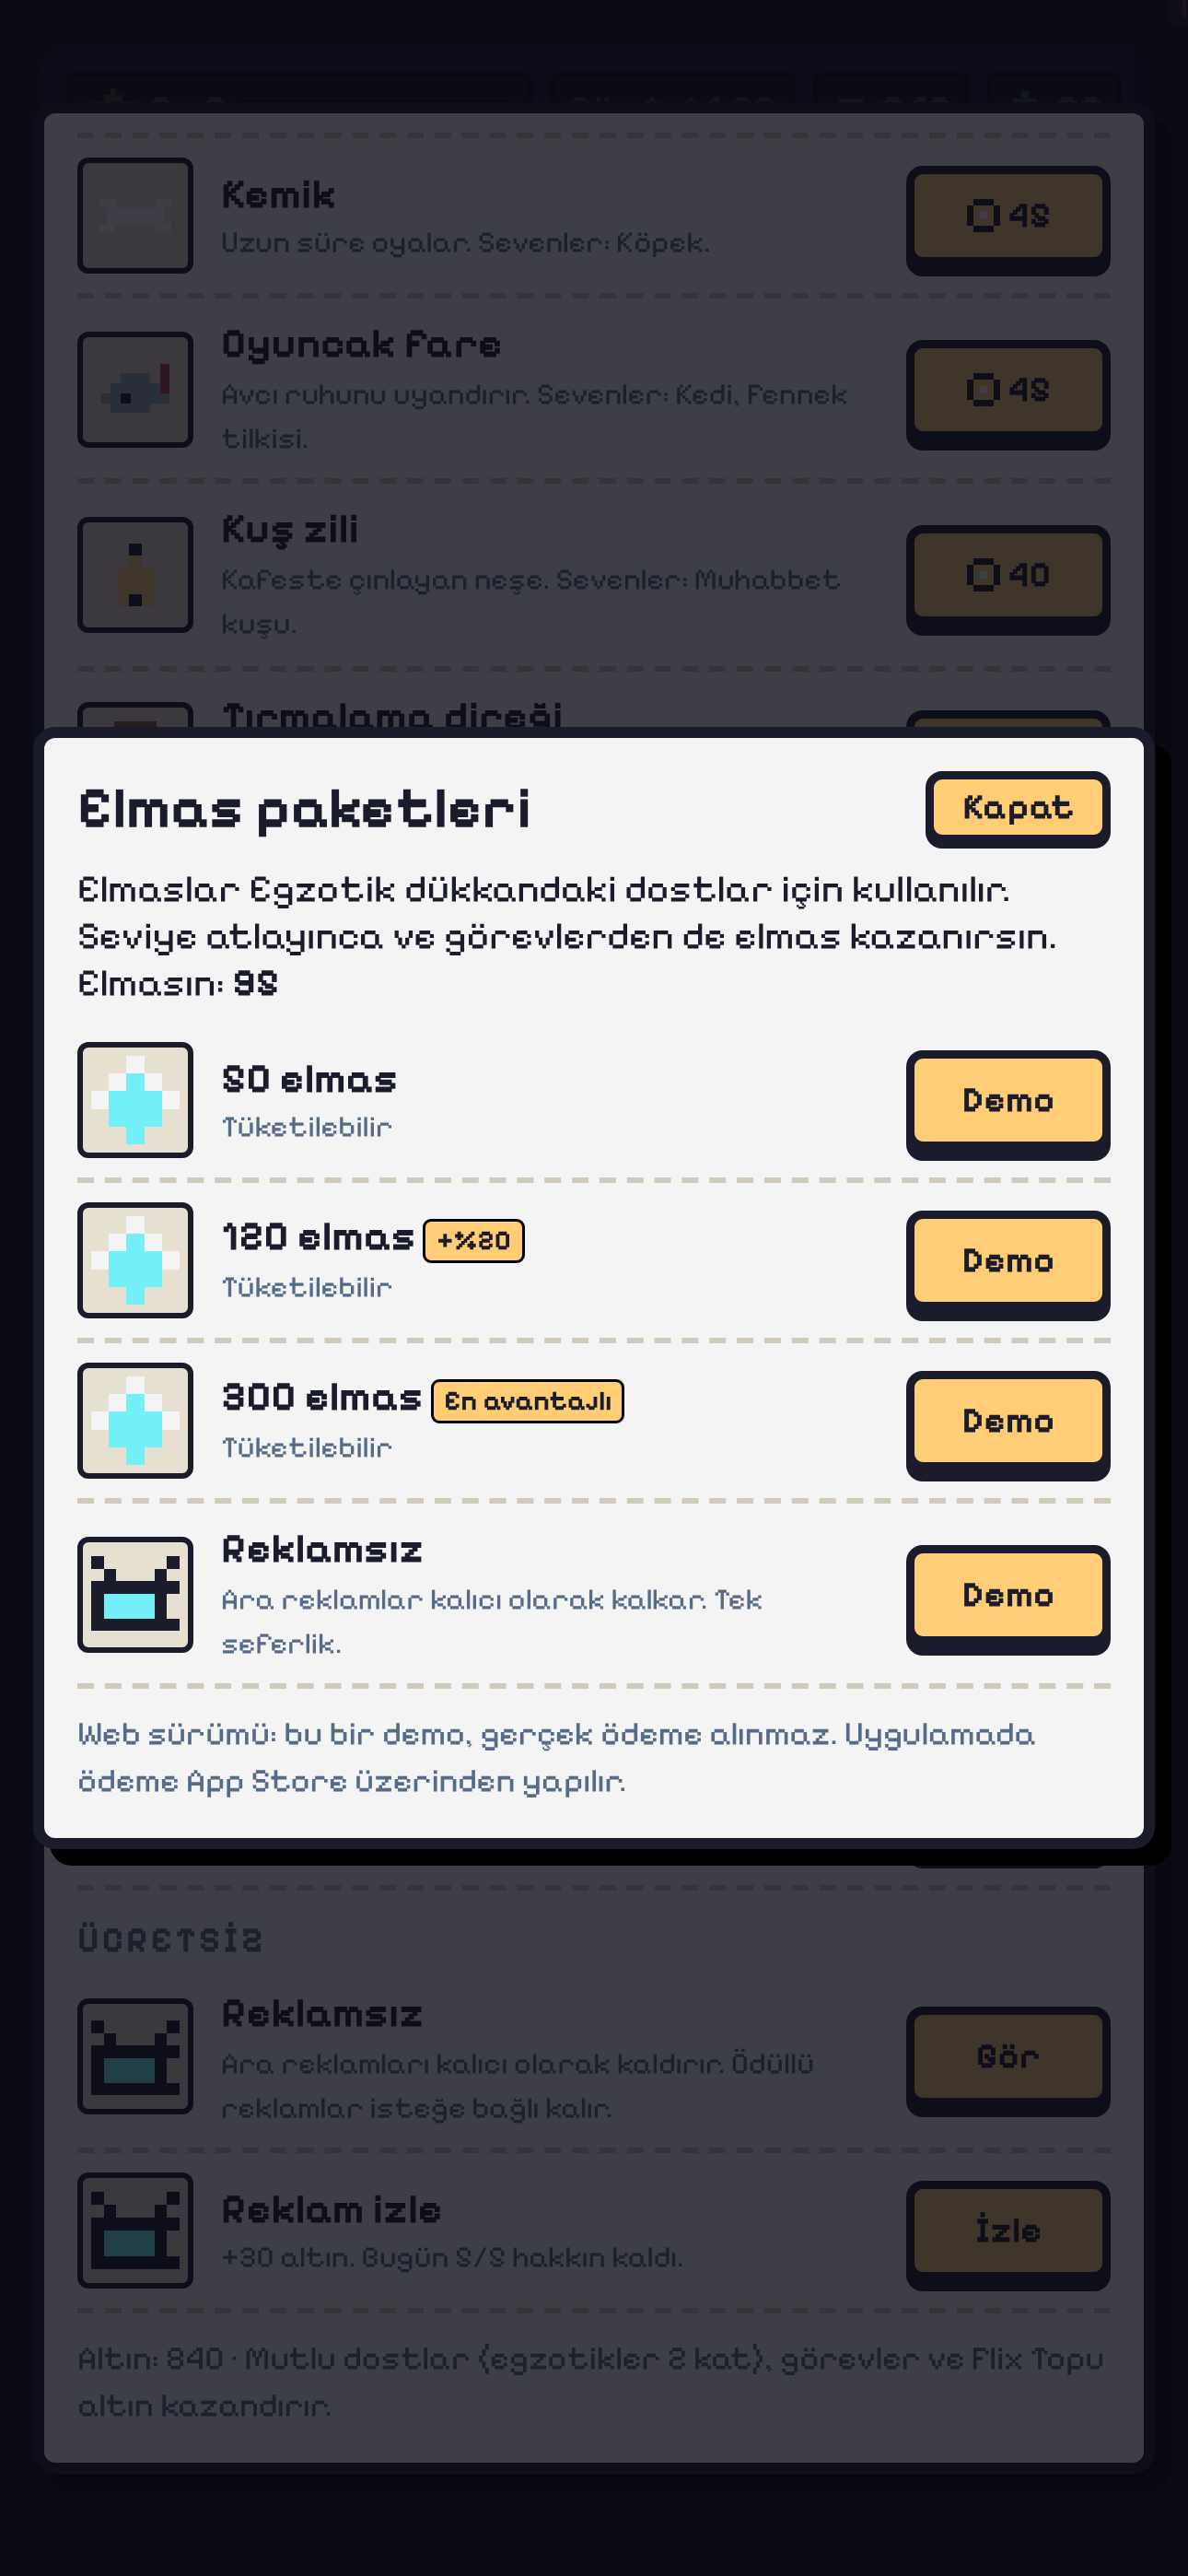 Kemik
Uzun süre oyalar. Sevenler: Köpek.
45
Oyuncak fare
Avcı ruhunu uyandırır. Sevenler: Kedi, Fennek
tilkisi.
45
Kuş zili
Kafeste çınlayan neşe. Sevenler: Muhabbet
kuşu.
40
Tırmalama direği
Elmas paketleri
Kapat
Elmaslar Egzotik dükkandaki dostlar için kullanılır.
Seviye atlayınca ve görevlerden de elmas kazanırsın.
Elmasın: 95
50 elmas
Tüketilebilir
Demo
120 elmas +%20
Tüketilebilir
Demo
300 elmas En avantajlı
Tüketilebilir
Demo
Reklamsız
Ara reklamlar kalıcı olarak kalkar. Tek
seferlik.
Demo
Web sürümü: bu bir demo, gerçek ödeme alınmaz. Uygulamada
ödeme App Store üzerinden yapılır.
ÜCRETSİZ
Reklamsız
Ara reklamları kalıcı olarak kaldırır. Ödüllü
reklamlar isteğe bağlı kalır.
Gör
Reklam izle
+30 altın. Bugün 5/5 hakkın kaldı.
İzle
Altın: 840 · Mutlu dostlar (egzotikler 2 kat), görevler ve Flix Topu
altın kazandırır.